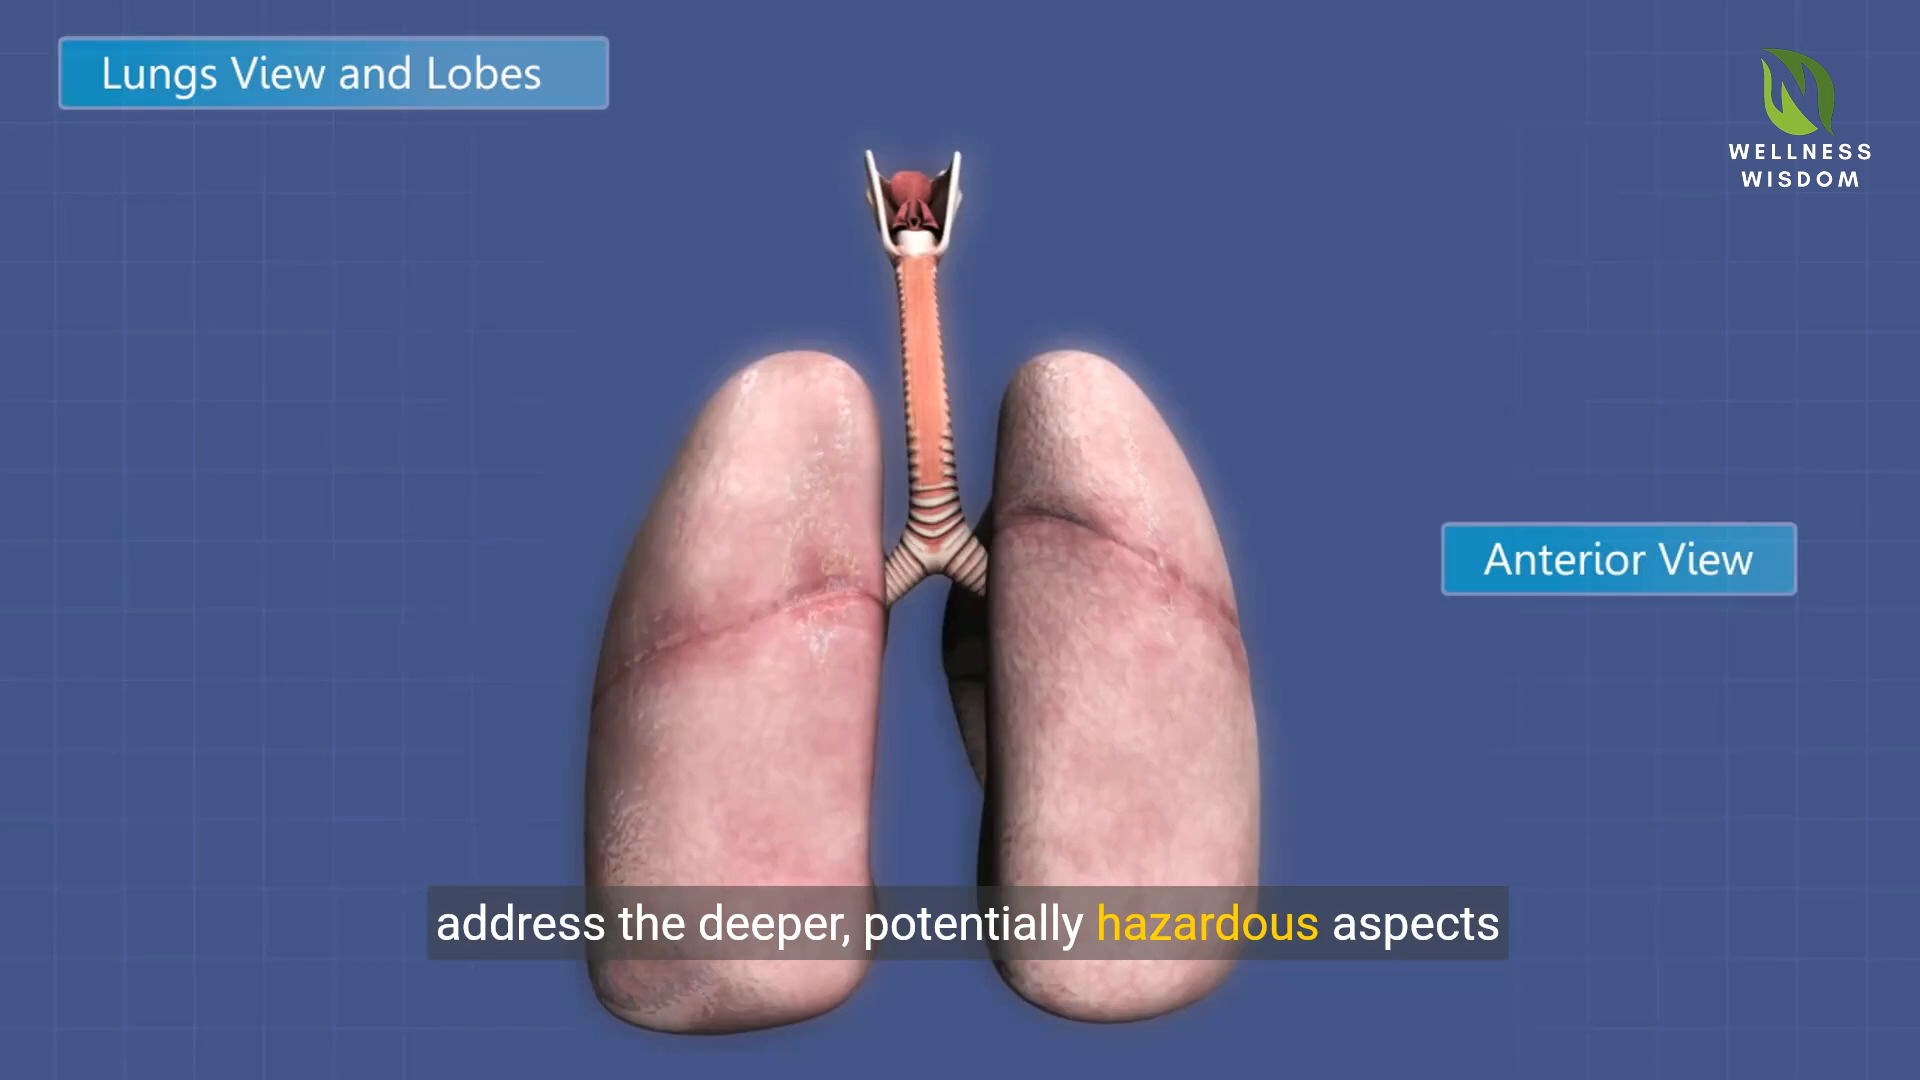 Lungs View and Lobes
WELLNESS
WISDOM
Anterior View
address the deeper, potentially hazardous aspects